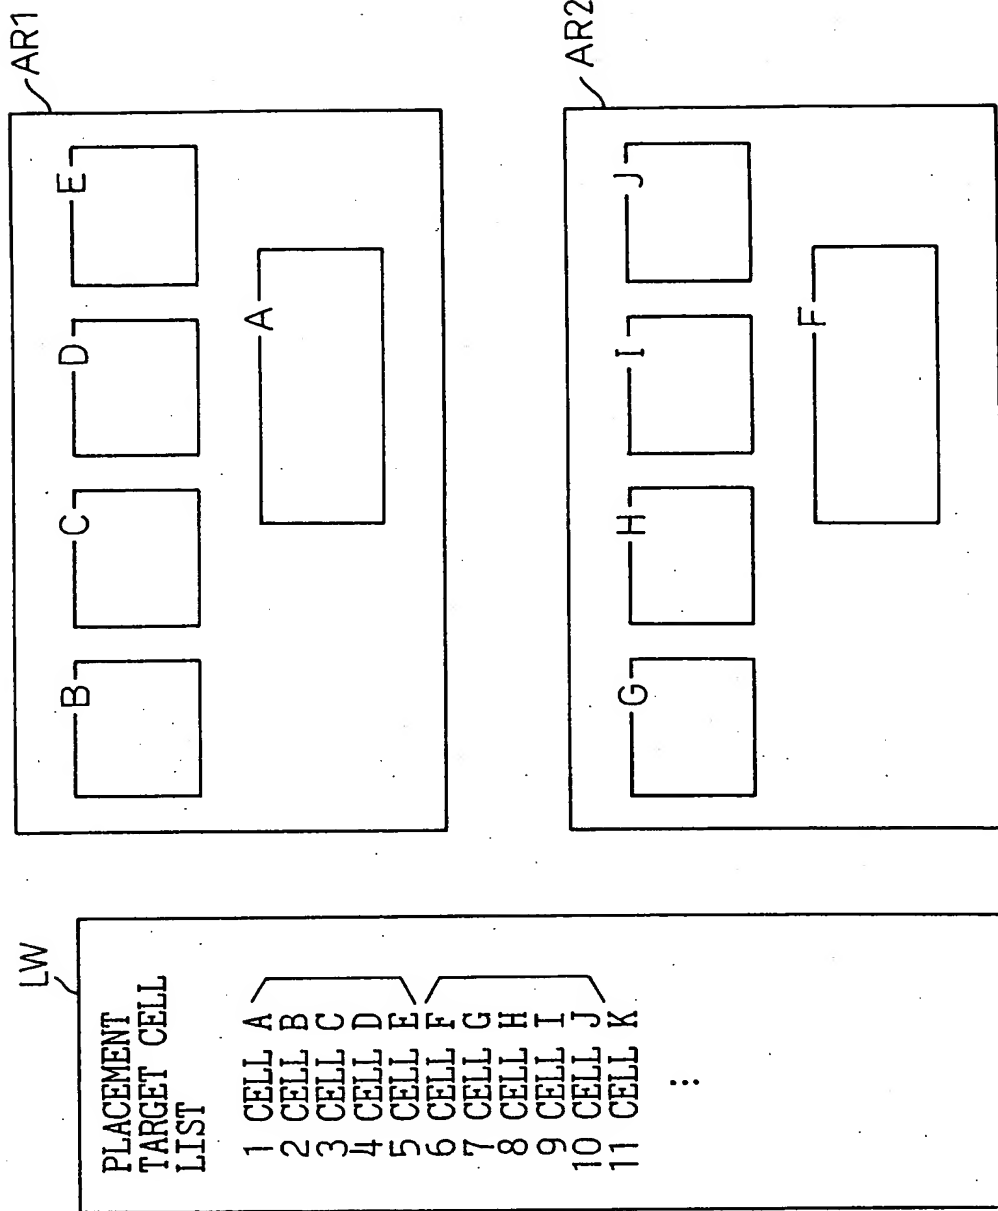 LW
PLACEMENT
TARGET CELL
LIST
1 CELL A
2 CELL B
3 CELL C
4 CELL D
5 CELL E
6 CELL F
7 CELL G
8 CELL H
9 CELL I
10 CELL J
11 CELL K
⋮
AR1
B
C
D
E
A
AR2
G
H
I
J
F